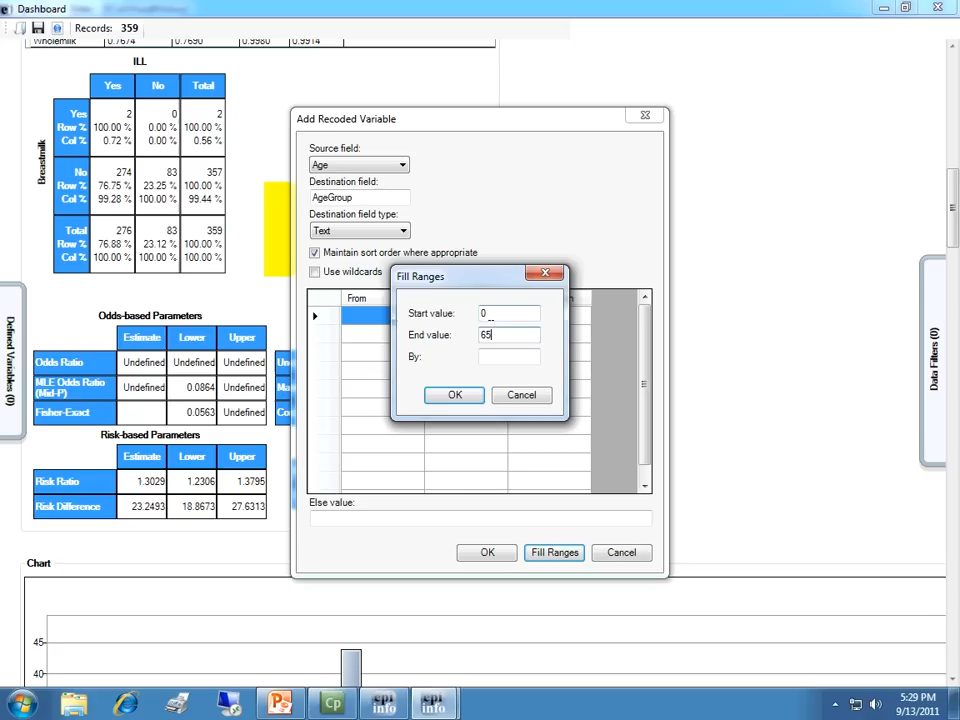 Dashboard
Records: 359
Wholemilk 0.7674 0.7690 0.9980 0.9914
ILL
Yes No Total
Breastmilk
Yes 2 0 2
Row % 100.00 % 0.00 % 100.00 %
Col % 0.72 % 0.00 % 0.56 %
No 274 83 357
Row % 76.75 % 23.25 % 100.00 %
Col % 99.28 % 100.00 % 99.44 %
Total 276 83 359
Row % 76.88 % 23.12 % 100.00 %
Col % 100.00 % 100.00 % 100.00 %
Odds-based Parameters
Estimate Lower Upper
Odds Ratio Undefined Undefined Undefined
MLE Odds Ratio (Mid-P) Undefined 0.0864 Undefined
Fisher-Exact 0.0563 Undefined
Risk-based Parameters
Estimate Lower Upper
Risk Ratio 1.3029 1.2306 1.3795
Risk Difference 23.2493 18.8673 27.6313
Defined Variables (0)
Data Filters (0)
Add Recoded Variable
Source field:
Age
Destination field:
AgeGroup
Destination field type:
Text
Maintain sort order where appropriate
Use wildcards
From
Fill Ranges
Start value: 0
End value: 65
By:
OK Cancel
Else value:
OK Fill Ranges Cancel
Chart
45
40
Cp
epi info
epi info
5:29 PM
9/13/2011